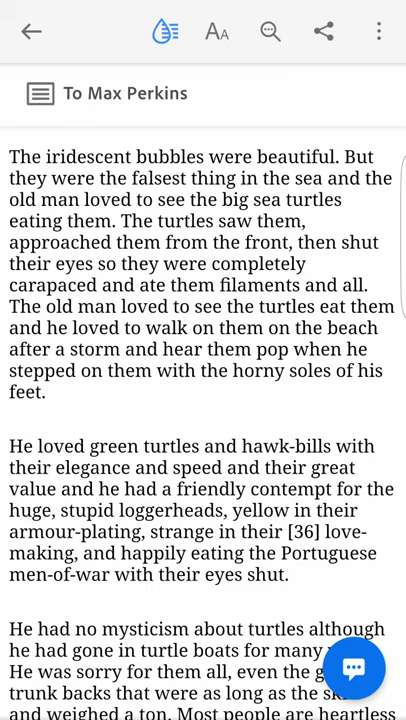 AA
To Max Perkins
The iridescent bubbles were beautiful. But
they were the falsest thing in the sea and the
old man loved to see the big sea turtles
eating them. The turtles saw them,
approached them from the front, then shut
their eyes so they were completely
carapaced and ate them filaments and all.
The old man loved to see the turtles eat them
and he loved to walk on them on the beach
after a storm and hear them pop when he
stepped on them with the horny soles of his
feet.
He loved green turtles and hawk-bills with
their elegance and speed and their great
value and he had a friendly contempt for the
huge, stupid loggerheads, yellow in their
armour-plating, strange in their [36] love-
making, and happily eating the Portuguese
men-of-war with their eyes shut.
He had no mysticism about turtles although
he had gone in turtle boats for many
He was sorry for them all, even the
trunk backs that were as long as the
and weighed a ton. Most people are heartless